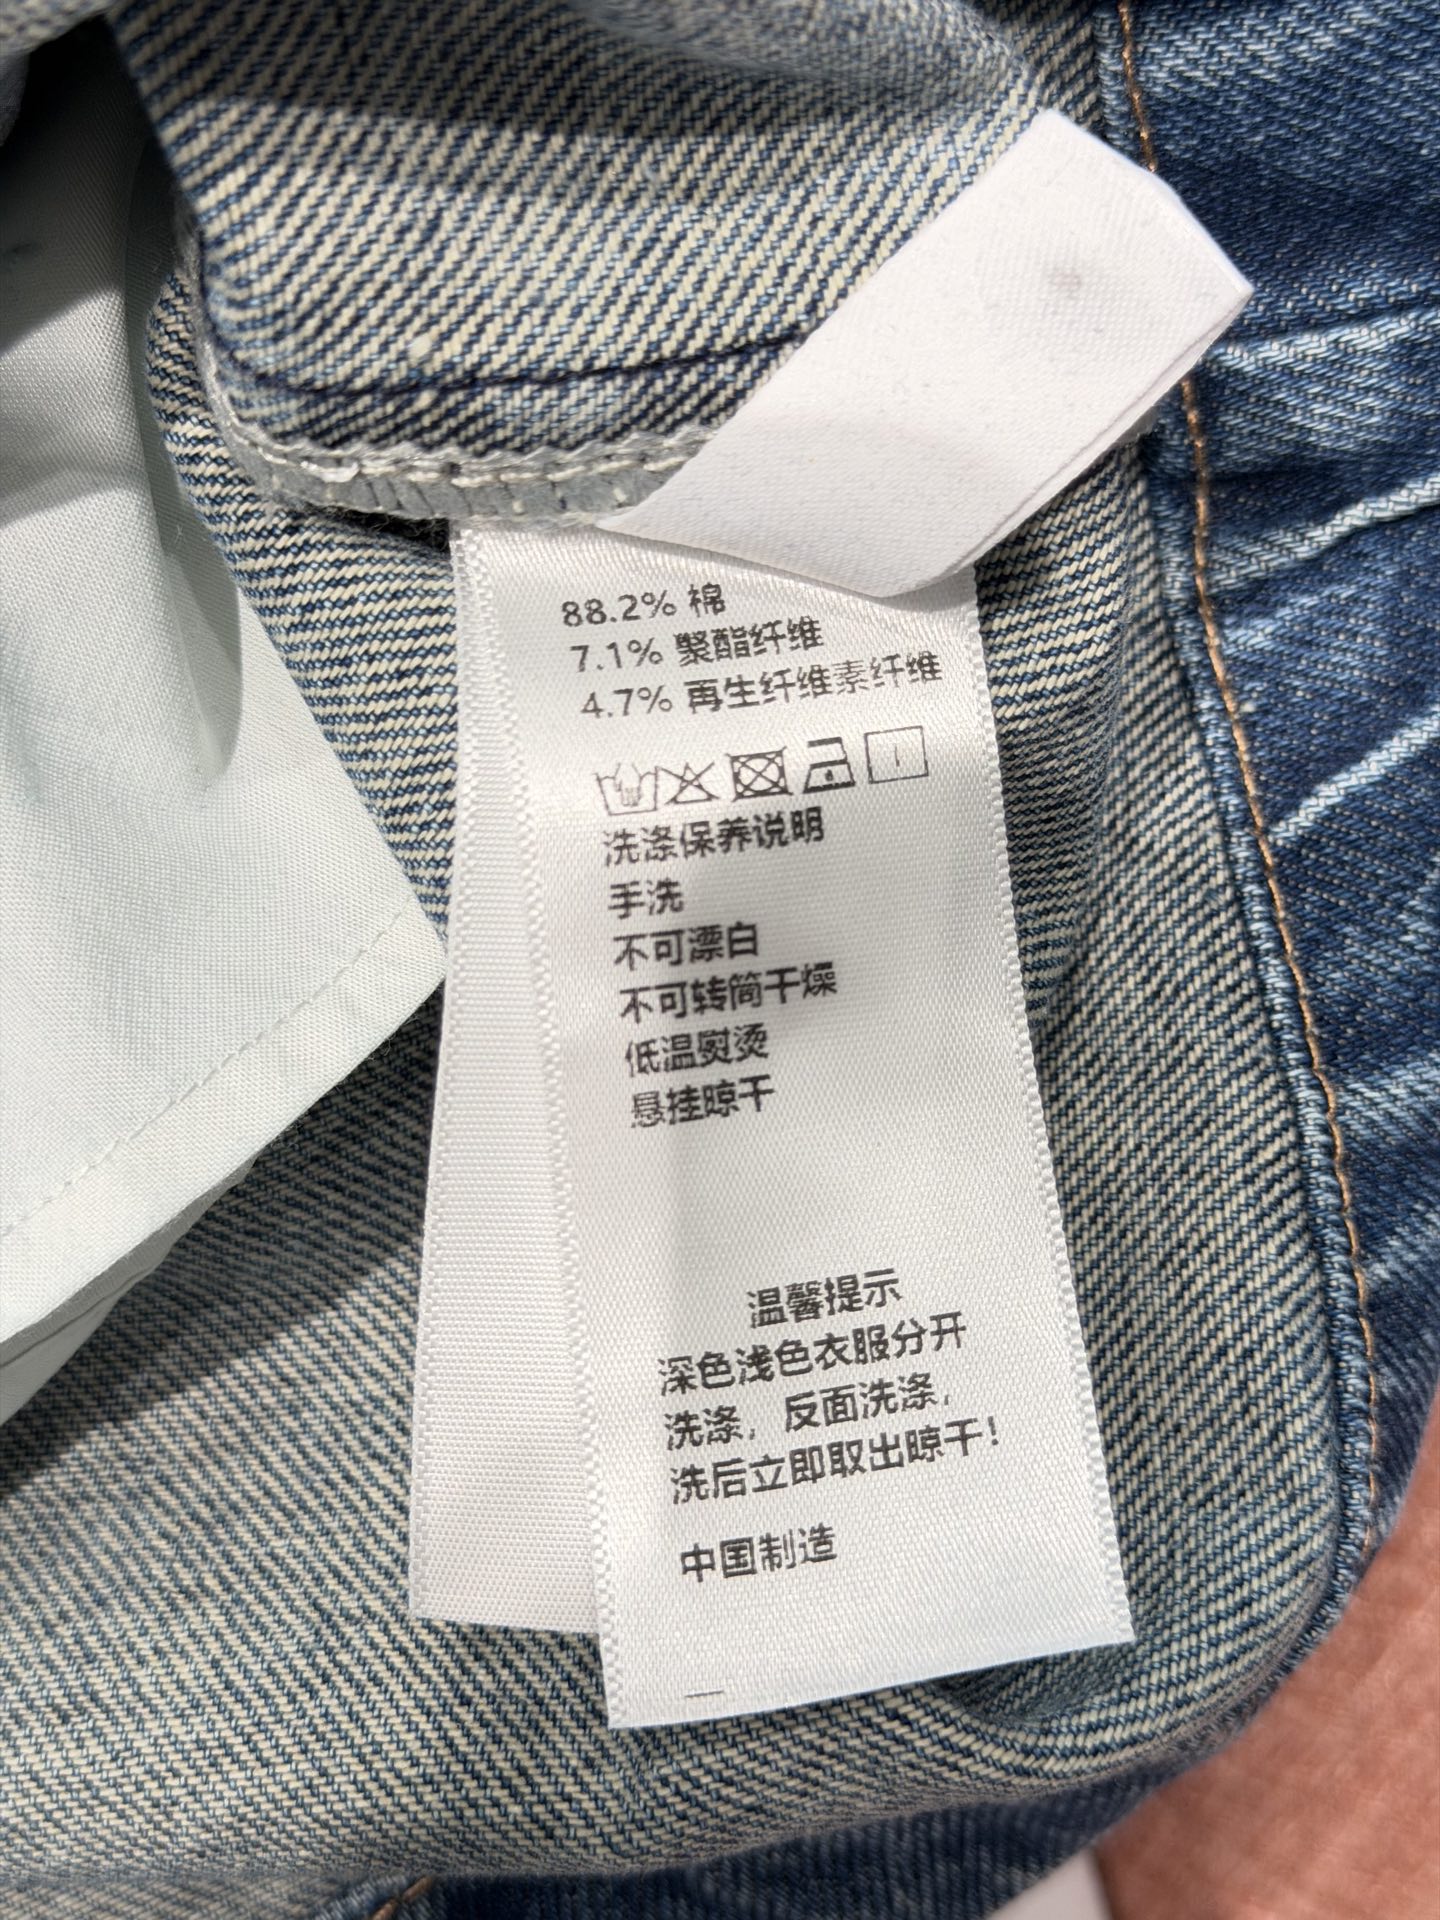 88.2% 棉
7.1% 聚酯纤维
4.7% 再生纤维素纤维
洗涤保养说明
手洗
不可漂白
不可转筒干燥
低温熨烫
悬挂晾干
温馨提示
深色浅色衣服分开
洗涤，反面洗涤，
洗后立即取出晾干！
中国制造